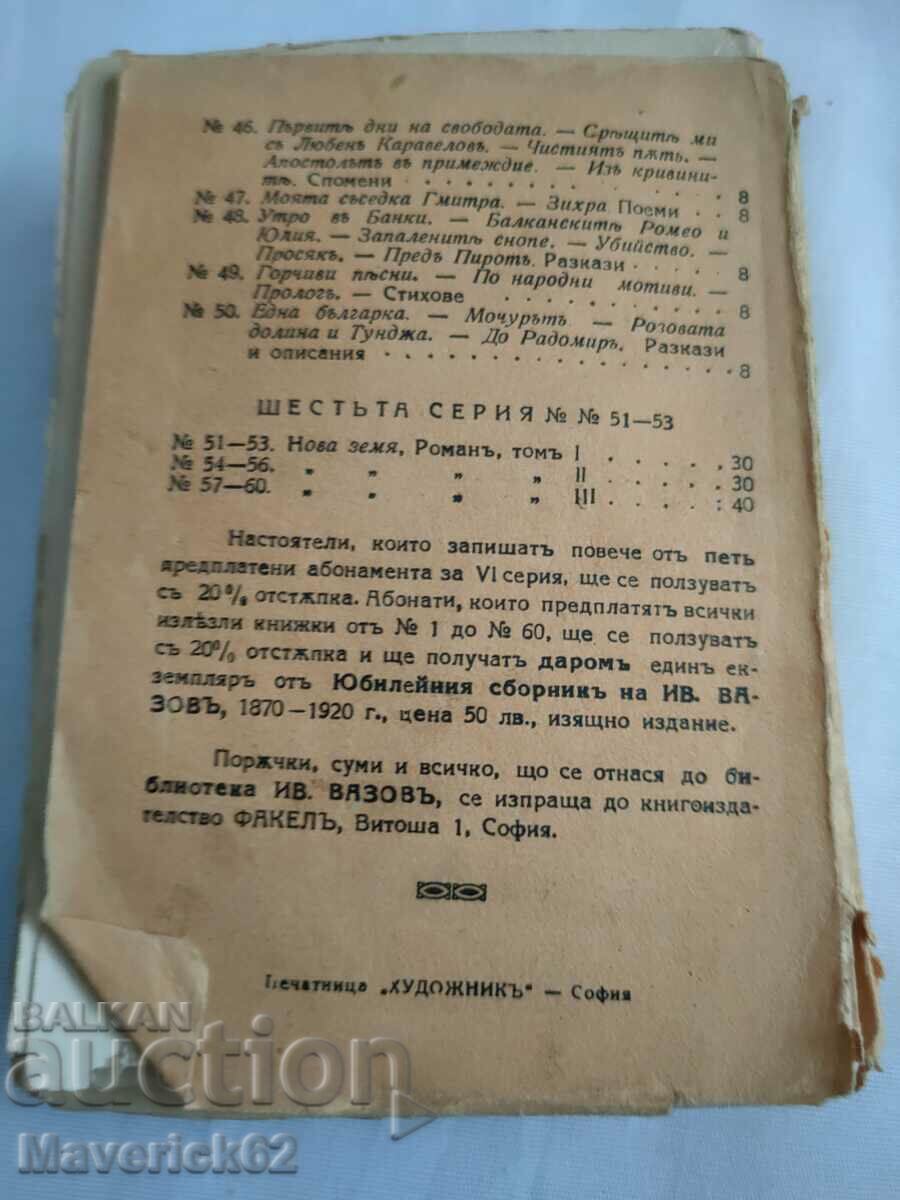 № 46. Първитѣ дни на свободата. — Срѣщитѣ ми
съ Любенъ Каравеловъ. — Чистиятъ пѫть. —
Апостолътъ въ премеждие. — Изъ кривини-
тѣ. Спомени . . . . . . . . . . 8
№ 47. Моята съседка Гмитра. — Зихра Поеми . . 8
№ 48. Утро въ Банки. — Балканскитѣ Ромео и
Юлия. — Запаленитѣ снопе. — Убийство. —
Просякъ. — Предъ Пиротъ. Разкази . . . . . 8
№ 49. Горчиви пѣсни. — По народни мотиви. —
Прологъ. — Стихове . . . . . . . . 8
№ 50. Една българка. — Мочурътъ — Розовата
долина и Тунджа. — До Радомиръ. Разкази
и описания . . . . . . . . . . . . . 8
ШЕСТЬТА СЕРИЯ № № 51—53
№ 51—53. Нова земя, Романъ, томъ I . . . . . 30
№ 54—56. „ „ „ „ II . . . . . 30
№ 57—60. „ „ „ „ III . . . . : 40
Настоятели, които запишатъ повече отъ петь
предплатени абонамента за VI серия, ще се ползуватъ
съ 20% отстѫпка. Абонати, които предплатятъ всички
излѣзли книжки отъ № 1 до № 60, ще се ползуватъ
съ 20% отстѫпка и ще получатъ даромъ единъ ек-
земпляръ отъ Юбилейния сборникъ на ИВ. ВА-
ЗОВЪ, 1870—1920 г., цена 50 лв., изящно издание.
Порѫчки, суми и всичко, що се отнася до би-
блиотека ИВ. ВАЗОВЪ, се изпраща до книгоизда-
телство ФАКЕЛЪ, Витоша 1, София.
Печатница „ХУДОЖНИКЪ“ — София
BALKAN
auction
Maverick62